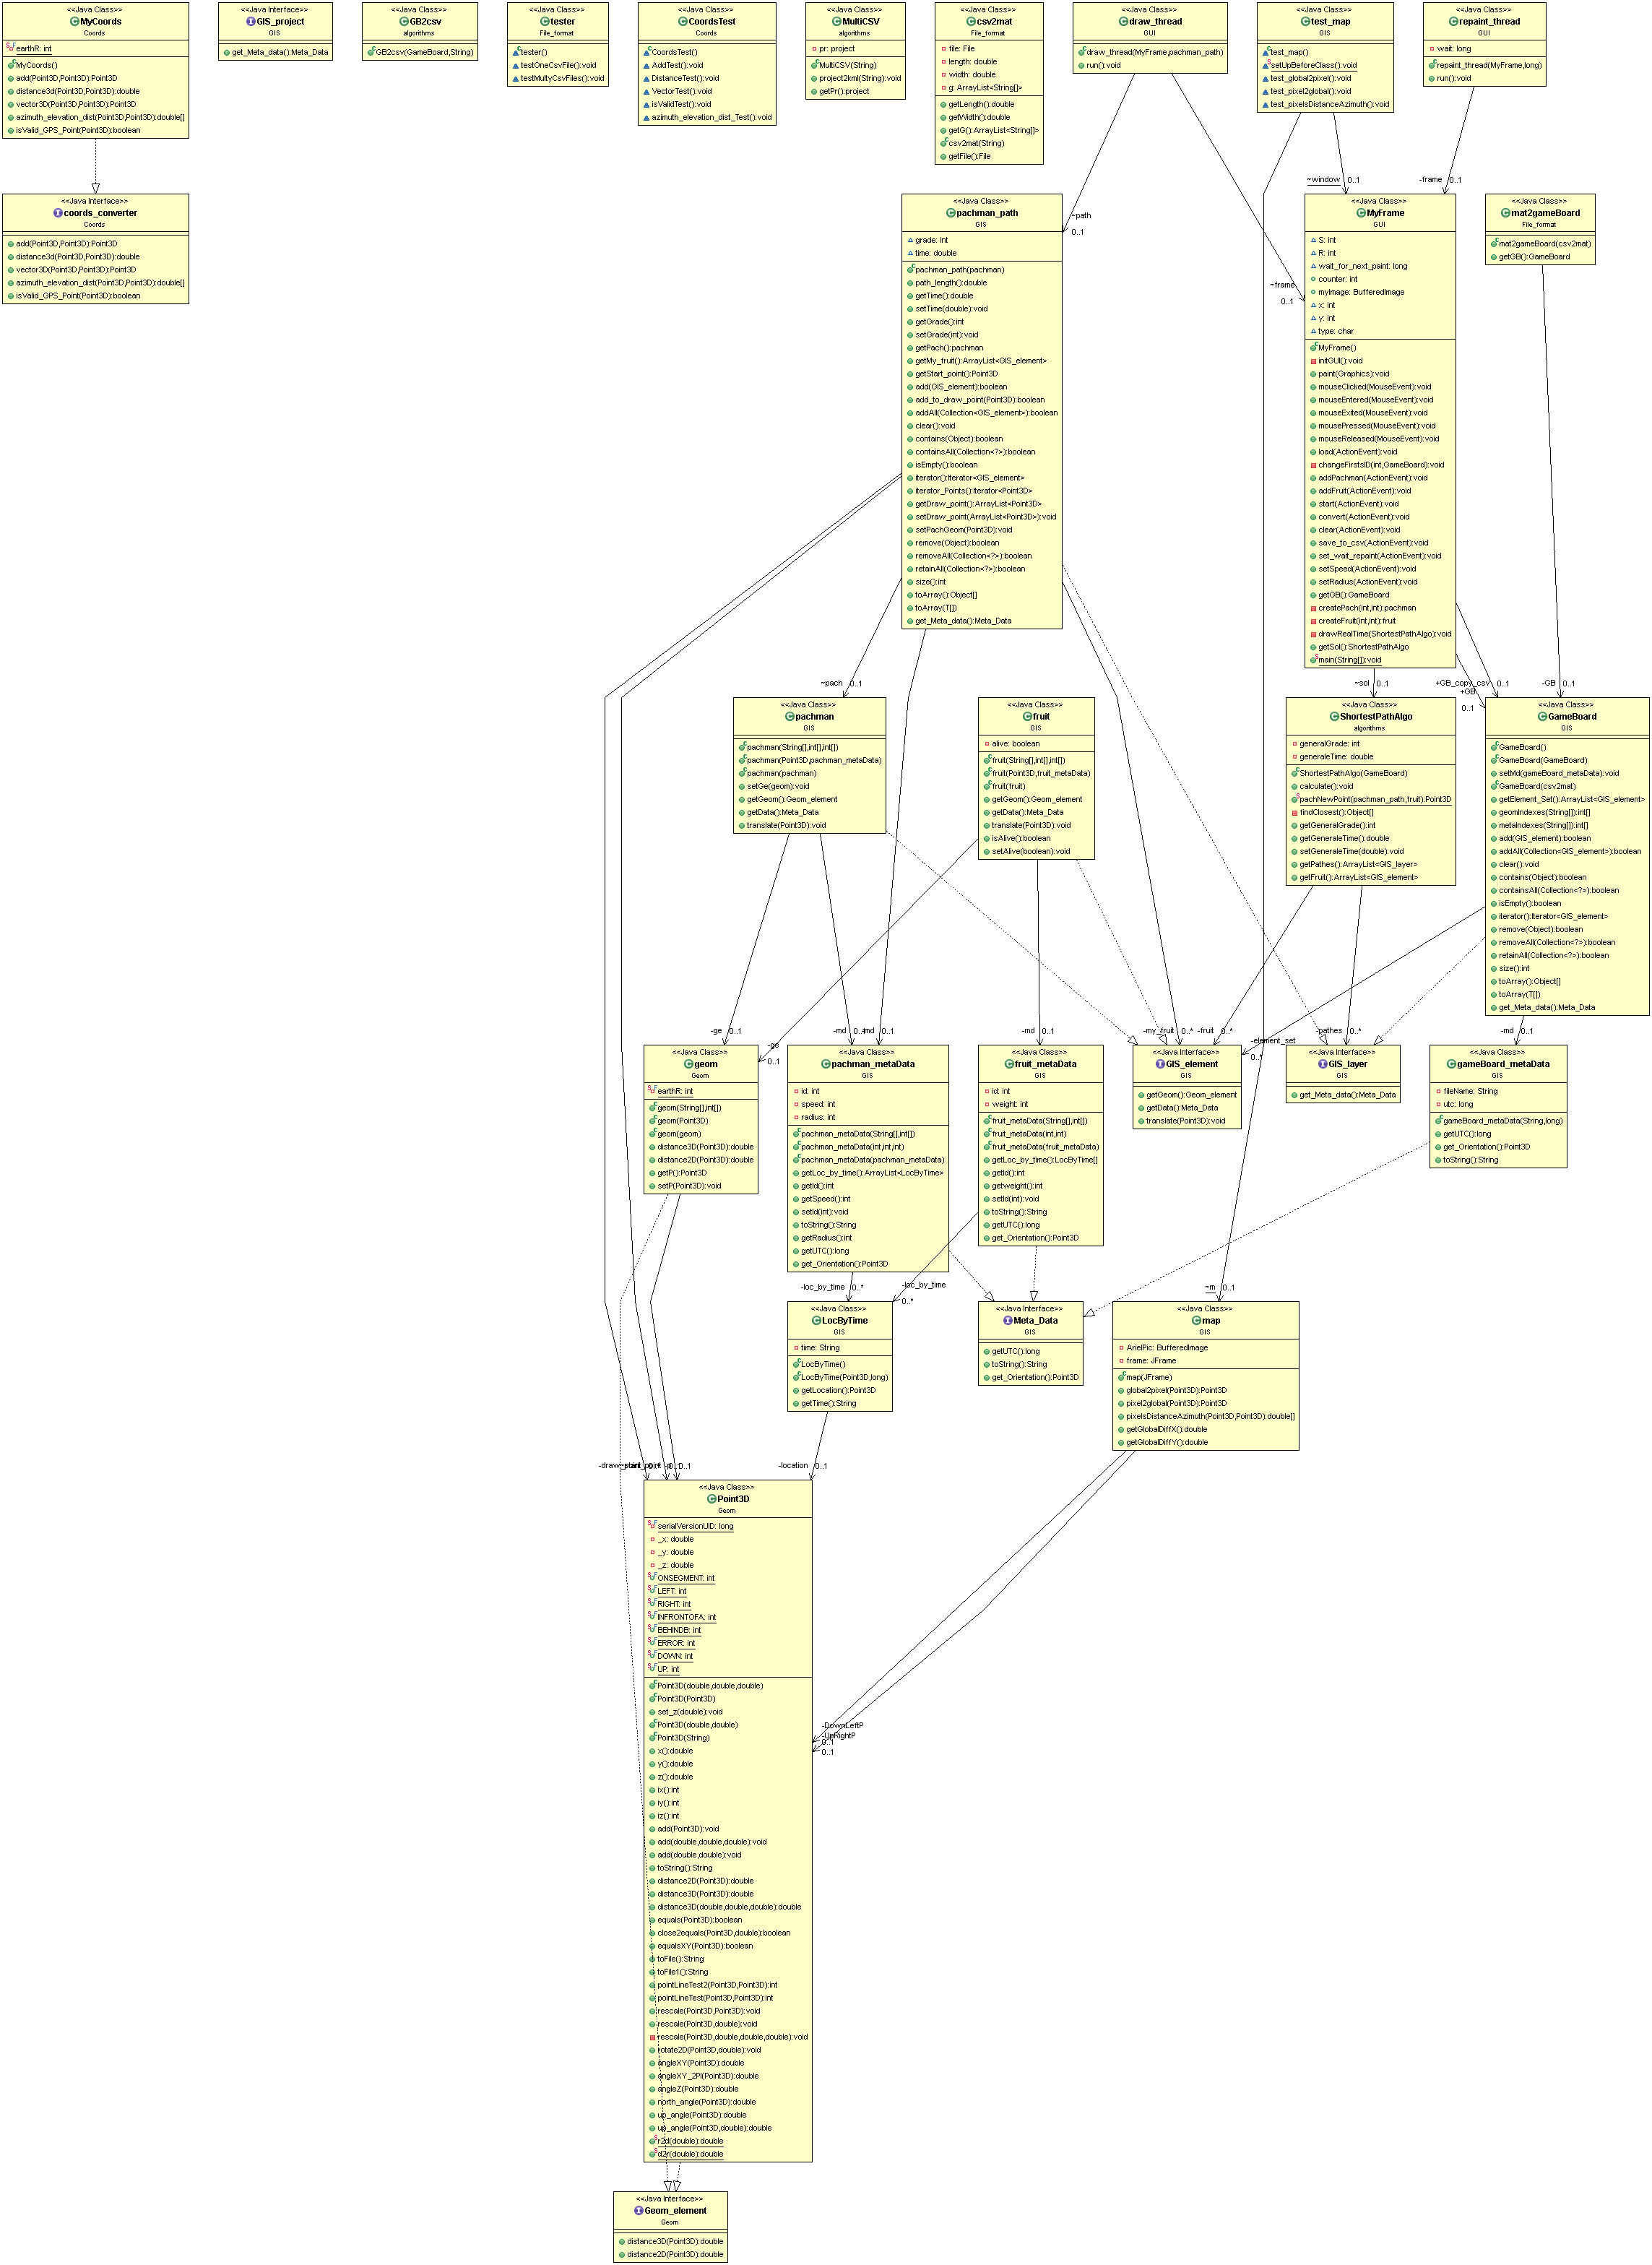 <<Java Class>>
MyCoords
Coords
earthR: int
MyCoords()
add(Point3D,Point3D):Point3D
distance3d(Point3D,Point3D):double
vector3D(Point3D,Point3D):Point3D
azimuth_elevation_dist(Point3D,Point3D):double[]
isValid_GPS_Point(Point3D):boolean
<<Java Interface>>
GIS_project
GIS
get_Meta_data():Meta_Data
<<Java Class>>
GB2csv
algorithms
GB2csv(GameBoard,String)
<<Java Class>>
tester
File_format
tester()
testOneCsvFile():void
testMultyCsvFiles():void
<<Java Class>>
CoordsTest
Coords
CoordsTest()
AddTest():void
DistanceTest():void
VectorTest():void
isValidTest():void
azimuth_elevation_dist_Test():void
<<Java Class>>
MultiCSV
algorithms
pr: project
MultiCSV(String)
project2kml(String):void
getPr():project
<<Java Class>>
csv2mat
File_format
file: File
length: double
width: double
g: ArrayList<String[]>
getLength():double
getWidth():double
getG():ArrayList<String[]>
csv2mat(String)
getFile():File
<<Java Class>>
draw_thread
GUI
draw_thread(MyFrame,pachman_path)
run():void
<<Java Class>>
test_map
GIS
test_map()
setUpBeforeClass():void
test_global2pixel():void
test_pixel2global():void
test_pixelsDistanceAzimuth():void
<<Java Class>>
repaint_thread
GUI
wait: long
repaint_thread(MyFrame,long)
run():void
<<Java Interface>>
coords_converter
Coords
add(Point3D,Point3D):Point3D
distance3d(Point3D,Point3D):double
vector3D(Point3D,Point3D):Point3D
azimuth_elevation_dist(Point3D,Point3D):double[]
isValid_GPS_Point(Point3D):boolean
~path
0..1
~frame
0..1
~window
0..1
-frame
0..1
<<Java Class>>
pachman_path
GIS
grade: int
time: double
pachman_path(pachman)
path_length():double
getTime():double
setTime(double):void
getGrade():int
setGrade(int):void
getPach():pachman
getMy_fruit():ArrayList<GIS_element>
getStart_point():Point3D
add(GIS_element):boolean
add_to_draw_point(Point3D):boolean
addAll(Collection<GIS_element>):boolean
clear():void
contains(Object):boolean
containsAll(Collection<?>):boolean
isEmpty():boolean
iterator():Iterator<GIS_element>
iterator_Points():Iterator<Point3D>
getDraw_point():ArrayList<Point3D>
setDraw_point(ArrayList<Point3D>):void
setPachGeom(Point3D):void
remove(Object):boolean
removeAll(Collection<?>):boolean
retainAll(Collection<?>):boolean
size():int
toArray():Object[]
toArray(T[])
get_Meta_data():Meta_Data
<<Java Class>>
MyFrame
GUI
S: int
R: int
wait_for_next_paint: long
counter: int
myImage: BufferedImage
x: int
y: int
type: char
MyFrame()
initGUI():void
paint(Graphics):void
mouseClicked(MouseEvent):void
mouseEntered(MouseEvent):void
mouseExited(MouseEvent):void
mousePressed(MouseEvent):void
mouseReleased(MouseEvent):void
load(ActionEvent):void
changeFirstsID(int,GameBoard):void
addPachman(ActionEvent):void
addFruit(ActionEvent):void
start(ActionEvent):void
convert(ActionEvent):void
clear(ActionEvent):void
save_to_csv(ActionEvent):void
set_wait_repaint(ActionEvent):void
setSpeed(ActionEvent):void
setRadius(ActionEvent):void
getGB():GameBoard
createPach(int,int):pachman
createFruit(int,int):fruit
drawRealTime(ShortestPathAlgo):void
getSol():ShortestPathAlgo
main(String[]):void
<<Java Class>>
mat2gameBoard
File_format
mat2gameBoard(csv2mat)
getGB():GameBoard
~pach
0..1
~sol
0..1
+GB_copy_csv
0..1
+GB
0..1
-GB
0..1
<<Java Class>>
pachman
GIS
pachman(String[],int[],int[])
pachman(Point3D,pachman_metaData)
pachman(pachman)
setGe(geom):void
getGeom():Geom_element
getData():Meta_Data
translate(Point3D):void
<<Java Class>>
fruit
GIS
alive: boolean
fruit(String[],int[],int[])
fruit(Point3D,fruit_metaData)
fruit(fruit)
getGeom():Geom_element
getData():Meta_Data
translate(Point3D):void
isAlive():boolean
setAlive(boolean):void
<<Java Class>>
ShortestPathAlgo
algorithms
generalGrade: int
generaleTime: double
ShortestPathAlgo(GameBoard)
calculate():void
pachNewPoint(pachman_path,fruit):Point3D
findClosest():Object[]
getGeneralGrade():int
getGeneraleTime():double
setGeneraleTime(double):void
getPathes():ArrayList<GIS_layer>
getFruit():ArrayList<GIS_element>
<<Java Class>>
GameBoard
GIS
GameBoard()
GameBoard(GameBoard)
setMd(gameBoard_metaData):void
GameBoard(csv2mat)
getElement_Set():ArrayList<GIS_element>
geomIndexes(String[]):int[]
metaIndexes(String[]):int[]
add(GIS_element):boolean
addAll(Collection<GIS_element>):boolean
clear():void
contains(Object):boolean
containsAll(Collection<?>):boolean
isEmpty():boolean
iterator():Iterator<GIS_element>
remove(Object):boolean
removeAll(Collection<?>):boolean
retainAll(Collection<?>):boolean
size():int
toArray():Object[]
toArray(T[])
get_Meta_data():Meta_Data
-ge
0..1
-ge
0..1
-md
-md
0..1
-md
0..1
-my_fruit
0..*
-fruit
0..*
-element_set
0..*
-pathes
0..*
-md
0..1
<<Java Class>>
geom
Geom
earthR: int
geom(String[],int[])
geom(Point3D)
geom(geom)
distance3D(Point3D):double
distance2D(Point3D):double
getP():Point3D
setP(Point3D):void
<<Java Class>>
pachman_metaData
GIS
id: int
speed: int
radius: int
pachman_metaData(String[],int[])
pachman_metaData(int,int,int)
pachman_metaData(pachman_metaData)
getLoc_by_time():ArrayList<LocByTime>
getId():int
getSpeed():int
setId(int):void
toString():String
getRadius():int
getUTC():long
get_Orientation():Point3D
<<Java Class>>
fruit_metaData
GIS
id: int
weight: int
fruit_metaData(String[],int[])
fruit_metaData(int,int)
fruit_metaData(fruit_metaData)
getLoc_by_time():LocByTime[]
getId():int
getweight():int
setId(int):void
toString():String
getUTC():long
get_Orientation():Point3D
<<Java Interface>>
GIS_element
GIS
getGeom():Geom_element
getData():Meta_Data
translate(Point3D):void
<<Java Interface>>
GIS_layer
GIS
get_Meta_data():Meta_Data
<<Java Class>>
gameBoard_metaData
GIS
fileName: String
utc: long
gameBoard_metaData(String,long)
getUTC():long
get_Orientation():Point3D
toString():String
-loc_by_time
0..*
-loc_by_time
0..*
~m
0..1
<<Java Class>>
LocByTime
GIS
time: String
LocByTime()
LocByTime(Point3D,long)
getLocation():Point3D
getTime():String
<<Java Interface>>
Meta_Data
GIS
getUTC():long
toString():String
get_Orientation():Point3D
<<Java Class>>
map
GIS
ArielPic: BufferedImage
frame: JFrame
map(JFrame)
global2pixel(Point3D):Point3D
pixel2global(Point3D):Point3D
pixelsDistanceAzimuth(Point3D,Point3D):double[]
getGlobalDiffX():double
getGlobalDiffY():double
0..1
-location
0..1
<<Java Class>>
Point3D
Geom
serialVersionUID: long
_x: double
_y: double
_z: double
ONSEGMENT: int
LEFT: int
RIGHT: int
INFRONTOFA: int
BEHINDB: int
ERROR: int
DOWN: int
UP: int
Point3D(double,double,double)
Point3D(Point3D)
set_z(double):void
Point3D(double,double)
Point3D(String)
x():double
y():double
z():double
ix():int
iy():int
iz():int
add(Point3D):void
add(double,double,double):void
add(double,double):void
toString():String
distance2D(Point3D):double
distance3D(Point3D):double
distance3D(double,double,double):double
equals(Point3D):boolean
close2equals(Point3D,double):boolean
equalsXY(Point3D):boolean
toFile():String
toFile1():String
pointLineTest2(Point3D,Point3D):int
pointLineTest(Point3D,Point3D):int
rescale(Point3D,Point3D):void
rescale(Point3D,double):void
rescale(Point3D,double,double,double):void
rotate2D(Point3D,double):void
angleXY(Point3D):double
angleXY_2PI(Point3D):double
angleZ(Point3D):double
north_angle(Point3D):double
up_angle(Point3D):double
up_angle(Point3D,double):double
r2d(double):double
d2r(double):double
-DownLeftP
0..1
-UpRightP
0..1
<<Java Interface>>
Geom_element
Geom
distance3D(Point3D):double
distance2D(Point3D):double